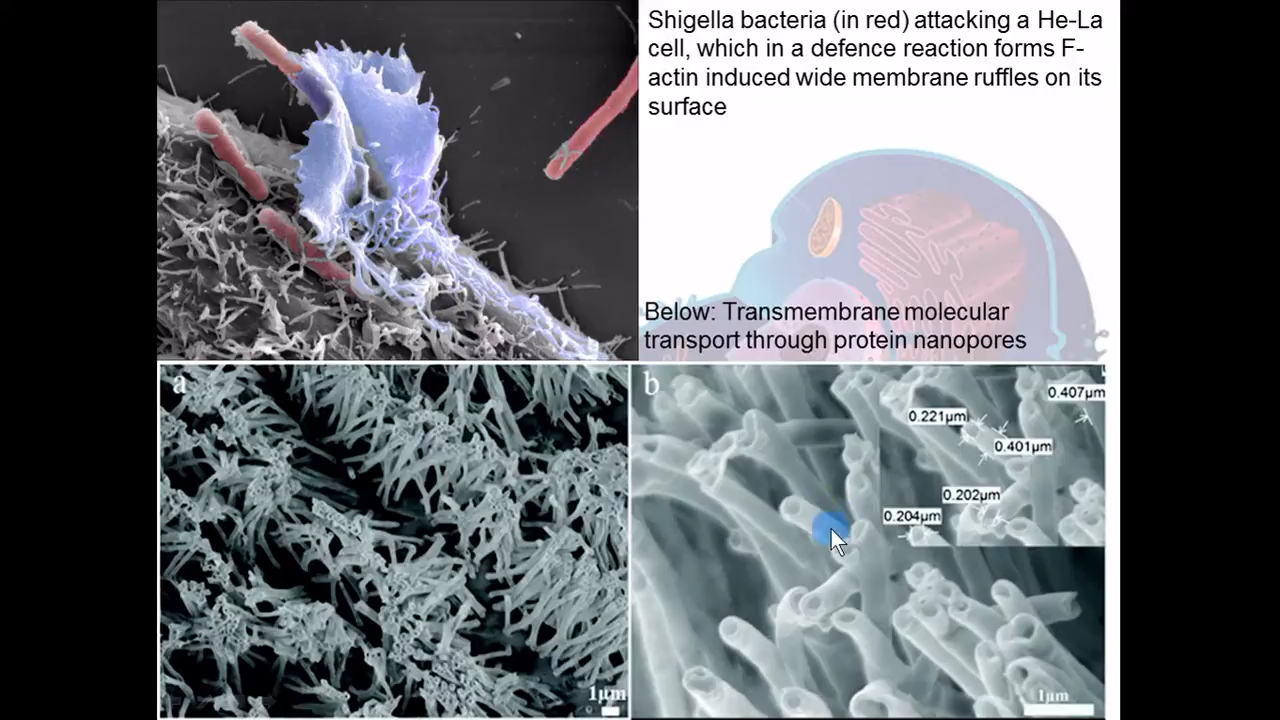 Shigella bacteria (in red) attacking a He-La
cell, which in a defence reaction forms F-
actin induced wide membrane ruffles on its
surface
Below: Transmembrane molecular
transport through protein nanopores
a
1µm
b
0.407µm
0.221µm
0.401µm
0.202µm
0.204µm
1µm